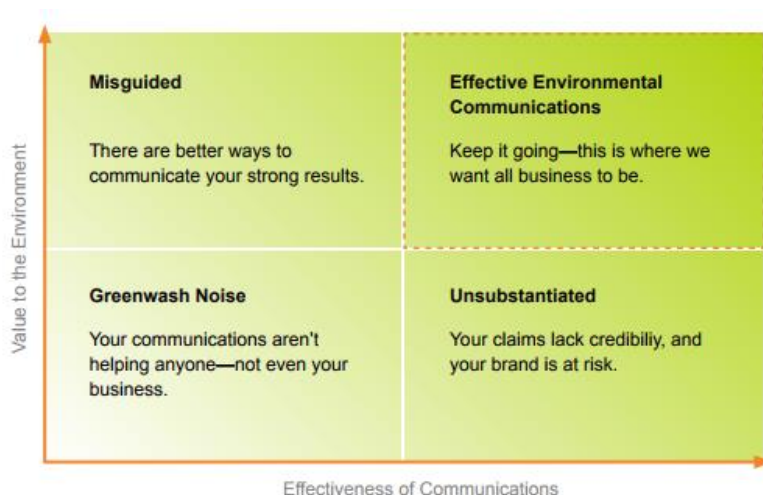 Misguided
There are better ways to
communicate your strong results.
Effective Environmental
Communications
Keep it going—this is where we
want all business to be.
Value to the Environment
Greenwash Noise
Your communications aren't
helping anyone—not even your
business.
Unsubstantiated
Your claims lack credibiliy, and
your brand is at risk.
Effectiveness of Communications